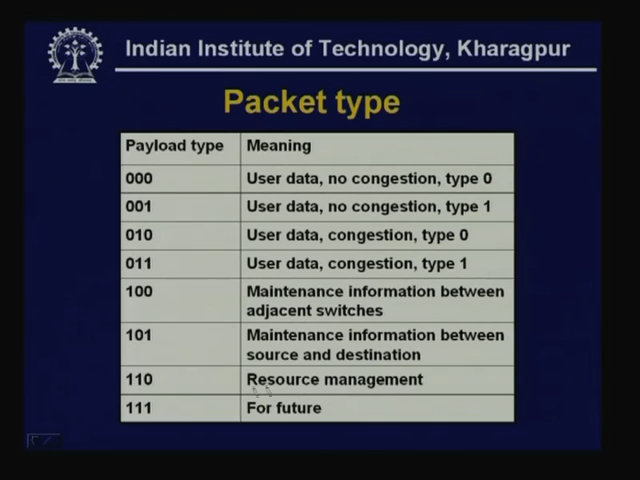 Indian Institute of Technology, Kharagpur
Packet type
Payload type Meaning
000 User data, no congestion, type 0
001 User data, no congestion, type 1
010 User data, congestion, type 0
011 User data, congestion, type 1
100 Maintenance information between
adjacent switches
101 Maintenance information between
source and destination
110 Resource management
111 For future